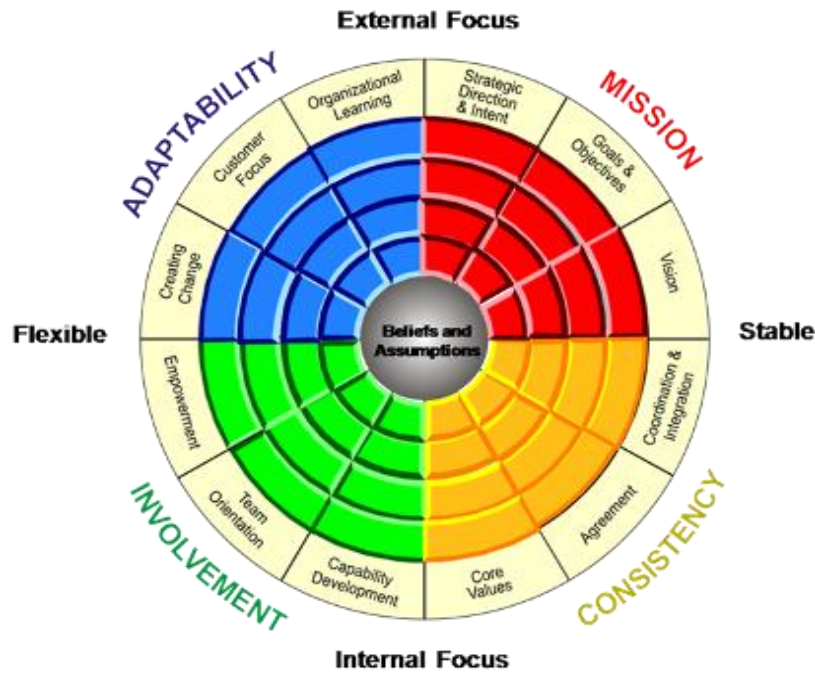 External Focus
ADAPTABILITY
MISSION
Organizational
Learning
Strategic
Direction
& Intent
Customer
Focus
Goals &
Objectives
Creating
Change
Vision
Flexible
Beliefs and
Assumptions
Stable
Empowerment
Coordination &
Integration
Team
Orientation
Agreement
Capability
Development
Core
Values
INVOLVEMENT
CONSISTENCY
Internal Focus